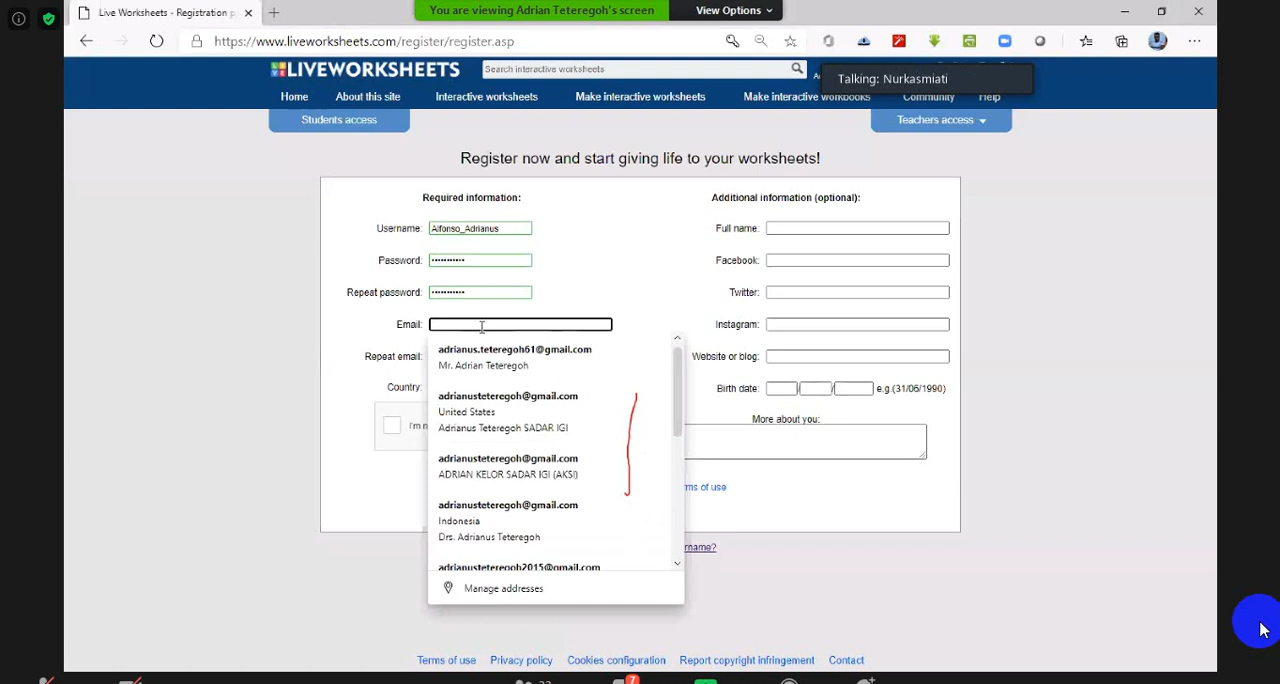 Live Worksheets - Registration p
You are viewing Adrian Teteregoh's screen
View Options
https://www.liveworksheets.com/register/register.asp
LIVEWORKSHEETS
Search interactive worksheets
Talking: Nurkasmiati
Home
About this site
Interactive worksheets
Make interactive worksheets
Make interactive workbooks
Community
Help
Students access
Teachers access
Register now and start giving life to your worksheets!
Required information:
Additional information (optional):
Username:
Alfonso_Adrianus
Full name:
Password:
Facebook:
Repeat password:
Twitter:
Email:
Instagram:
Repeat email:
Website or blog:
Country:
Birth date:
/
/
e.g.(31/06/1990)
I'm n
More about you:
adrianus.teteregoh61@gmail.com
Mr. Adrian Teteregoh
adrianusteteregoh@gmail.com
United States
Adrianus Teteregoh SADAR IGI
adrianusteteregoh@gmail.com
ADRIAN KELOR SADAR IGI (AKSI)
adrianusteteregoh@gmail.com
Indonesia
Drs. Adrianus Teteregoh
adrianusteteregoh2015@gmail.com
Manage addresses
ms of use
rname?
Terms of use
Privacy policy
Cookies configuration
Report copyright infringement
Contact
7